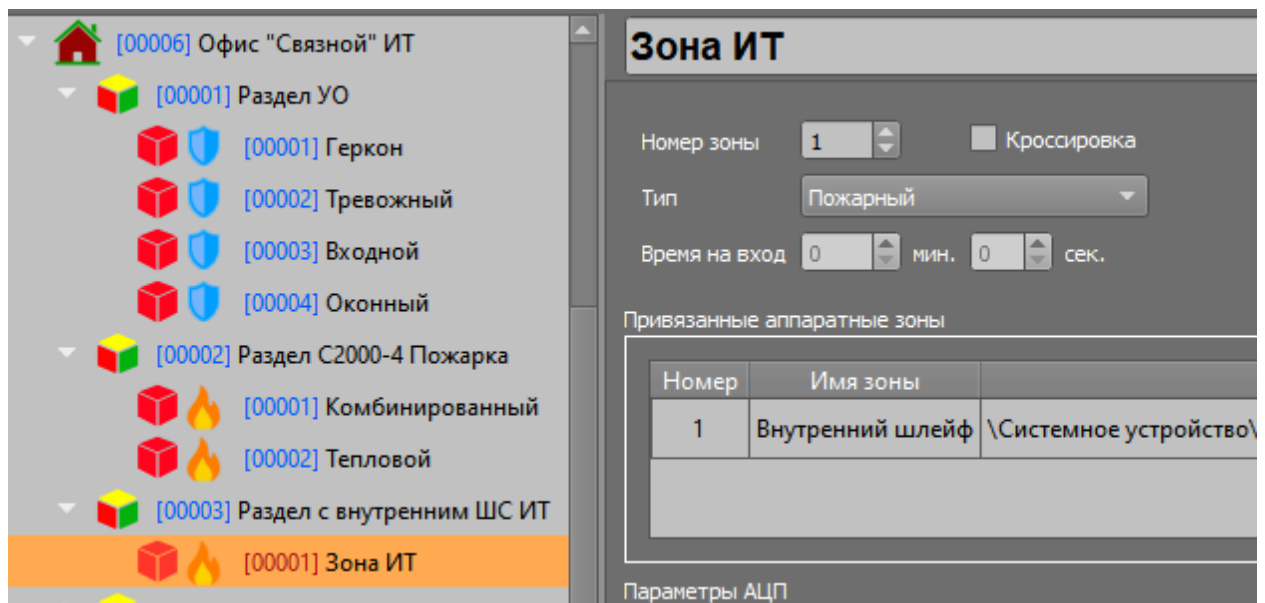 [00006] Офис "Связной" ИТ
[00001] Раздел УО
[00001] Геркон
[00002] Тревожный
[00003] Входной
[00004] Оконный
[00002] Раздел С2000-4 Пожарка
[00001] Комбинированный
[00002] Тепловой
[00003] Раздел с внутренним ШС ИТ
[00001] Зона ИТ
Зона ИТ
Номер зоны 1 Кроссировка
Тип Пожарный
Время на вход 0 мин. 0 сек.
Привязанные аппаратные зоны
Номер Имя зоны
1 Внутренний шлейф \Системное устройство\
Параметры АЦП